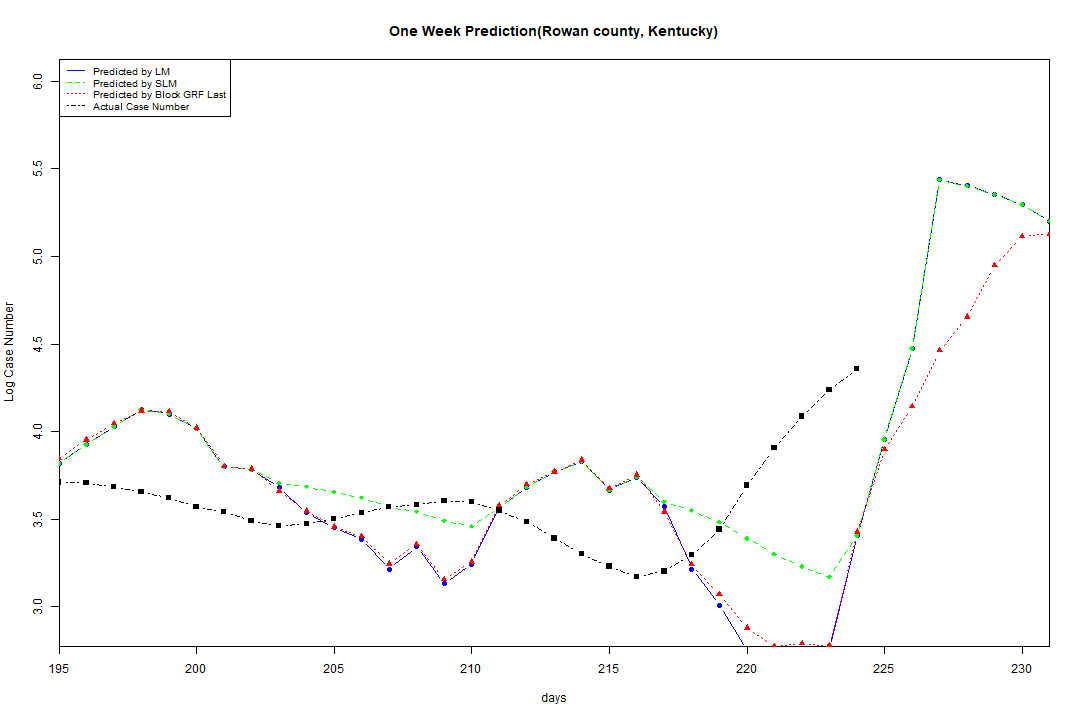 One Week Prediction(Rowan county, Kentucky)
Predicted by LM
Predicted by SLM
Predicted by Block GRF Last
Actual Case Number
6.0
5.5
5.0
4.5
4.0
3.5
3.0
Log Case Number
195 200 205 210 215 220 225 230
days